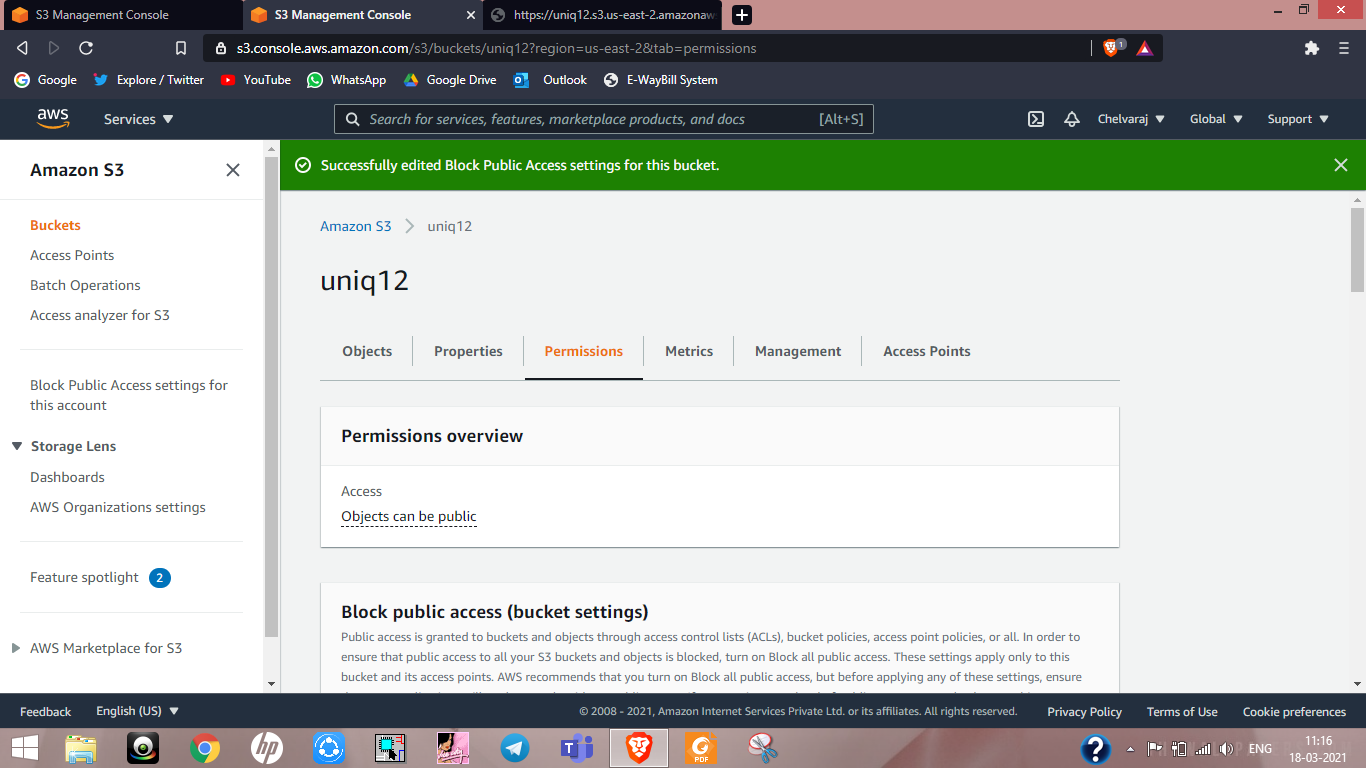 S3 Management Console
S3 Management Console
https://uniq12.s3.us-east-2.amazonaw
s3.console.aws.amazon.com/s3/buckets/uniq12?region=us-east-2&tab=permissions
1
Google
Explore / Twitter
YouTube
WhatsApp
Google Drive
Outlook
E-WayBill System
aws
Services
Search for services, features, marketplace products, and docs
[Alt+S]
Chelvaraj
Global
Support
Amazon S3
Successfully edited Block Public Access settings for this bucket.
Buckets
Access Points
Batch Operations
Access analyzer for S3
Block Public Access settings for
this account
Storage Lens
Dashboards
AWS Organizations settings
Feature spotlight 2
AWS Marketplace for S3
Amazon S3 > uniq12
uniq12
Objects
Properties
Permissions
Metrics
Management
Access Points
Permissions overview
Access
Objects can be public
Block public access (bucket settings)
Public access is granted to buckets and objects through access control lists (ACLs), bucket policies, access point policies, or all. In order to
ensure that public access to all your S3 buckets and objects is blocked, turn on Block all public access. These settings apply only to this
bucket and its access points. AWS recommends that you turn on Block all public access, but before applying any of these settings, ensure
Feedback
English (US)
© 2008 - 2021, Amazon Internet Services Private Ltd. or its affiliates. All rights reserved.
Privacy Policy
Terms of Use
Cookie preferences
hp
PDF
ENG
11:16
18-03-2021